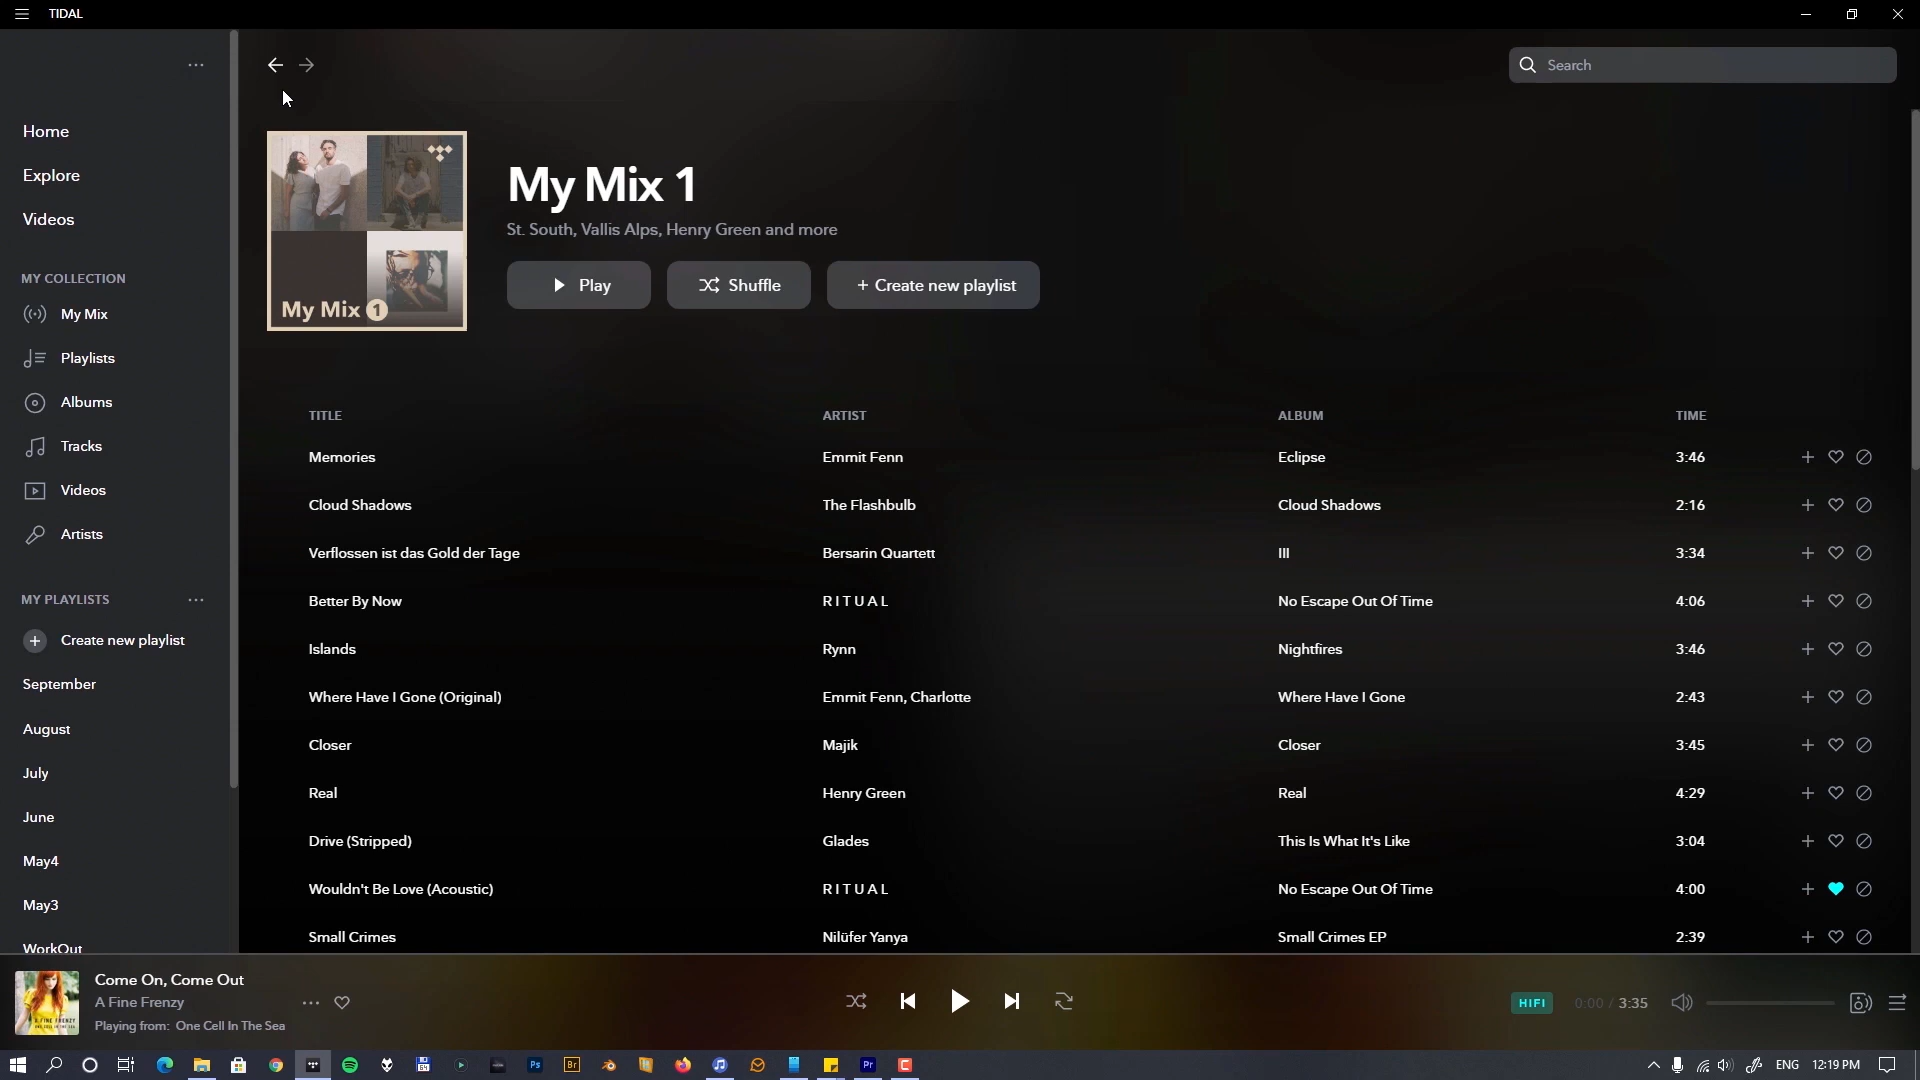 TIDAL
Search
Home
Explore
Videos
MY COLLECTION
My Mix
Playlists
Albums
Tracks
Videos
Artists
MY PLAYLISTS
Create new playlist
September
August
July
June
May4
May3
WorkOut
My Mix 1
My Mix 1
St. South, Vallis Alps, Henry Green and more
Play
Shuffle
+ Create new playlist
TITLE ARTIST ALBUM TIME
Memories Emmit Fenn Eclipse 3:46
Cloud Shadows The Flashbulb Cloud Shadows 2:16
Verflossen ist das Gold der Tage Bersarin Quartett III 3:34
Better By Now R I T U A L No Escape Out Of Time 4:06
Islands Rynn Nightfires 3:46
Where Have I Gone (Original) Emmit Fenn, Charlotte Where Have I Gone 2:43
Closer Majik Closer 3:45
Real Henry Green Real 4:29
Drive (Stripped) Glades This Is What It's Like 3:04
Wouldn't Be Love (Acoustic) R I T U A L No Escape Out Of Time 4:00
Small Crimes Nilüfer Yanya Small Crimes EP 2:39
Come On, Come Out
A Fine Frenzy
Playing from: One Cell In The Sea
HIFI 0:00 / 3:35
Ps
Br
64
Pr
C
ENG 12:19 PM